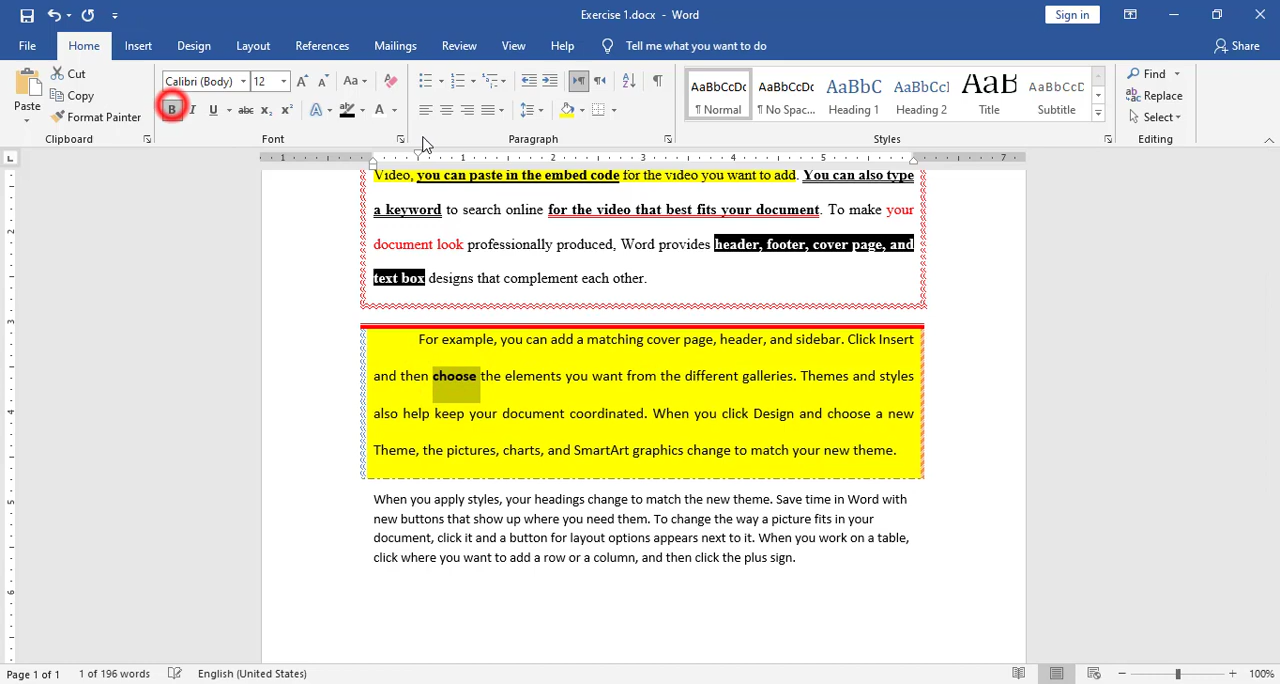 Exercise 1.docx - Word
Sign in
File Home Insert Design Layout References Mailings Review View Help Tell me what you want to do Share
Paste
Cut
Copy
Format Painter
Calibri (Body) 12
Clipboard Font Paragraph Styles Editing
AaBbCcDc AaBbCcDc AaBbC AaBbCc AaB AaBbCcD
¶ Normal ¶ No Spac... Heading 1 Heading 2 Title Subtitle
Find
Replace
Select
1 1 2 3 4 5 7
Video, you can paste in the embed code for the video you want to add. You can also type
a keyword to search online for the video that best fits your document. To make your
document look professionally produced, Word provides header, footer, cover page, and
text box designs that complement each other.
For example, you can add a matching cover page, header, and sidebar. Click Insert
and then choose the elements you want from the different galleries. Themes and styles
also help keep your document coordinated. When you click Design and choose a new
Theme, the pictures, charts, and SmartArt graphics change to match your new theme.
When you apply styles, your headings change to match the new theme. Save time in Word with
new buttons that show up where you need them. To change the way a picture fits in your
document, click it and a button for layout options appears next to it. When you work on a table,
click where you want to add a row or a column, and then click the plus sign.
Page 1 of 1 1 of 196 words English (United States) 100%